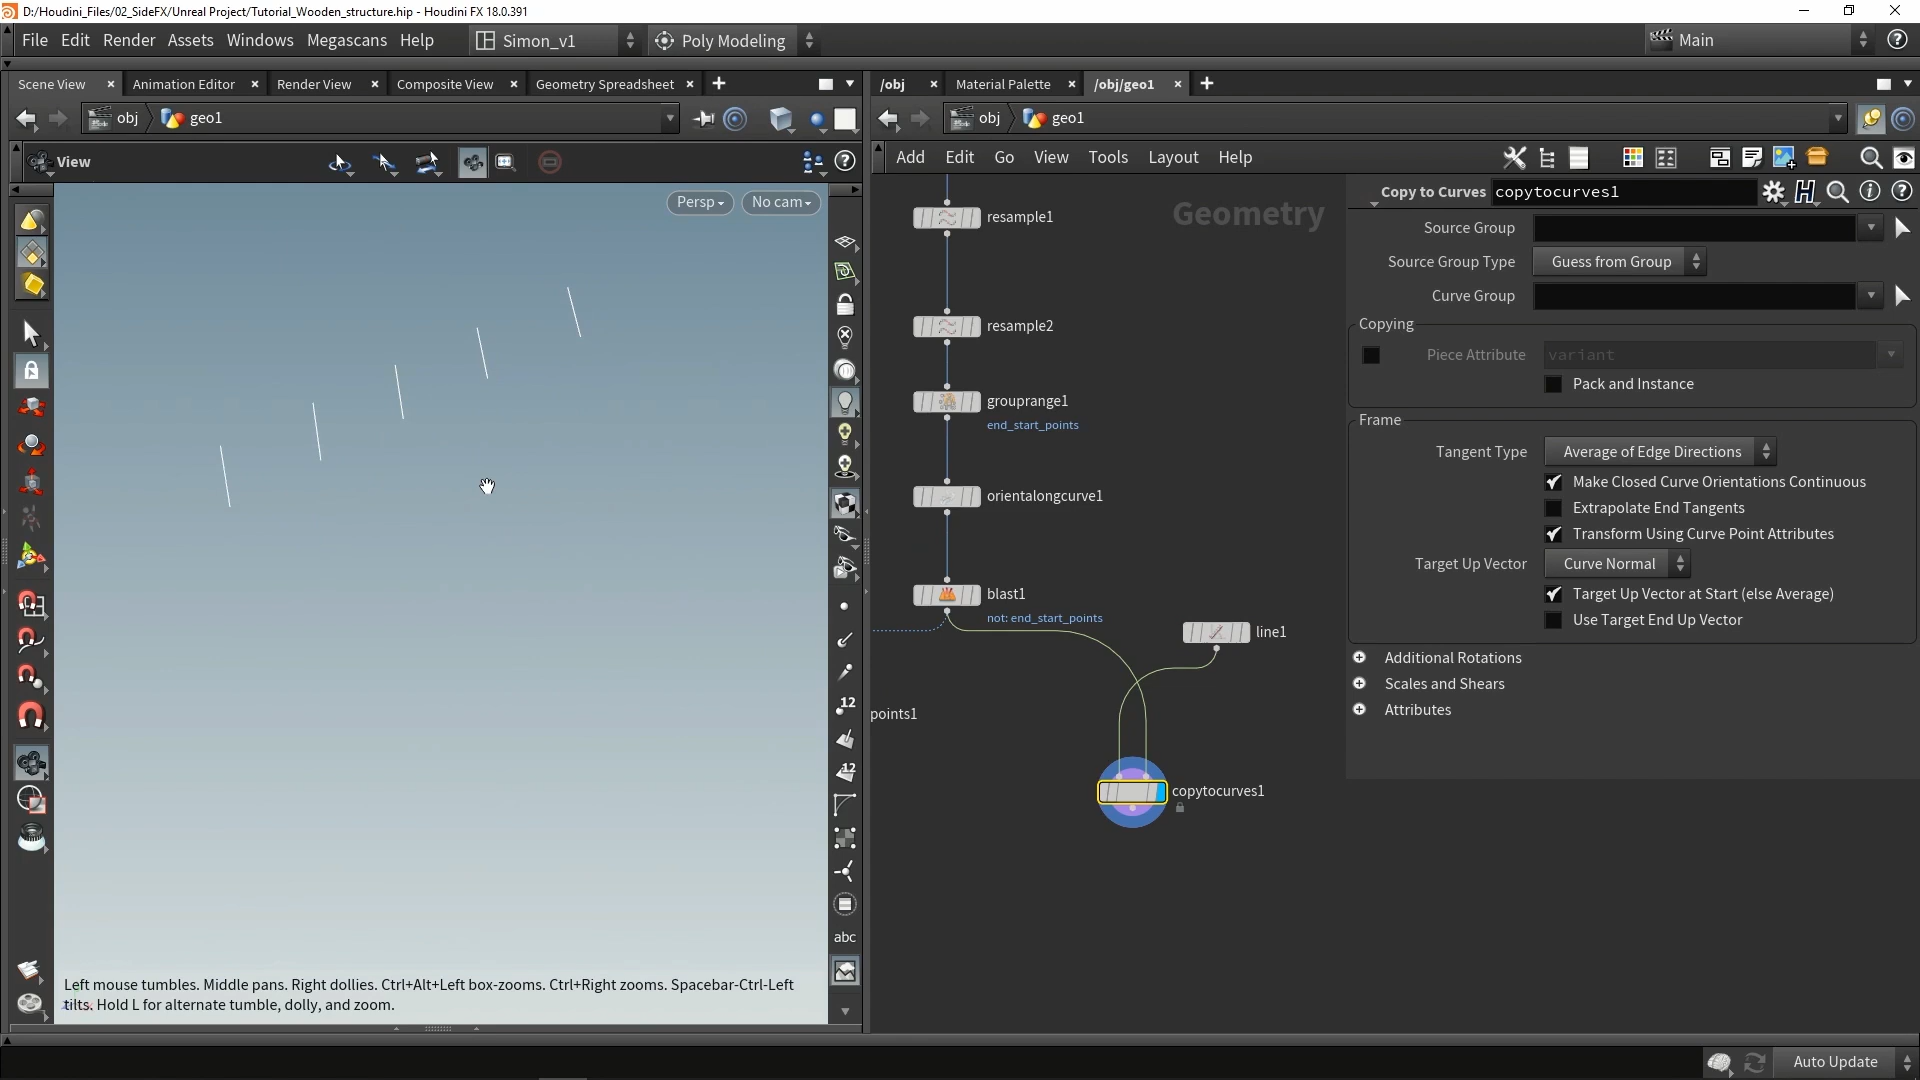 D:/Houdini_Files/02_SideFX/Unreal Project/Tutorial_Wooden_structure.hip - Houdini FX 18.0.391
File Edit Render Assets Windows Megascans Help Simon_v1 Poly Modeling Main
Scene View Animation Editor Render View Composite View Geometry Spreadsheet
/obj Material Palette /obj/geo1
obj geo1
obj geo1
View
Add Edit Go View Tools Layout Help
Persp No cam
Geometry
resample1
resample2
grouprange1
end_start_points
orientalongcurve1
blast1
not: end_start_points
line1
points1
copytocurves1
Copy to Curves copytocurves1
Source Group
Source Group Type Guess from Group
Curve Group
Copying
Piece Attribute variant
Pack and Instance
Frame
Tangent Type Average of Edge Directions
Make Closed Curve Orientations Continuous
Extrapolate End Tangents
Transform Using Curve Point Attributes
Target Up Vector Curve Normal
Target Up Vector at Start (else Average)
Use Target End Up Vector
Additional Rotations
Scales and Shears
Attributes
12
12
abc
Left mouse tumbles. Middle pans. Right dollies. Ctrl+Alt+Left box-zooms. Ctrl+Right zooms. Spacebar-Ctrl-Left
tilts. Hold L for alternate tumble, dolly, and zoom.
Auto Update